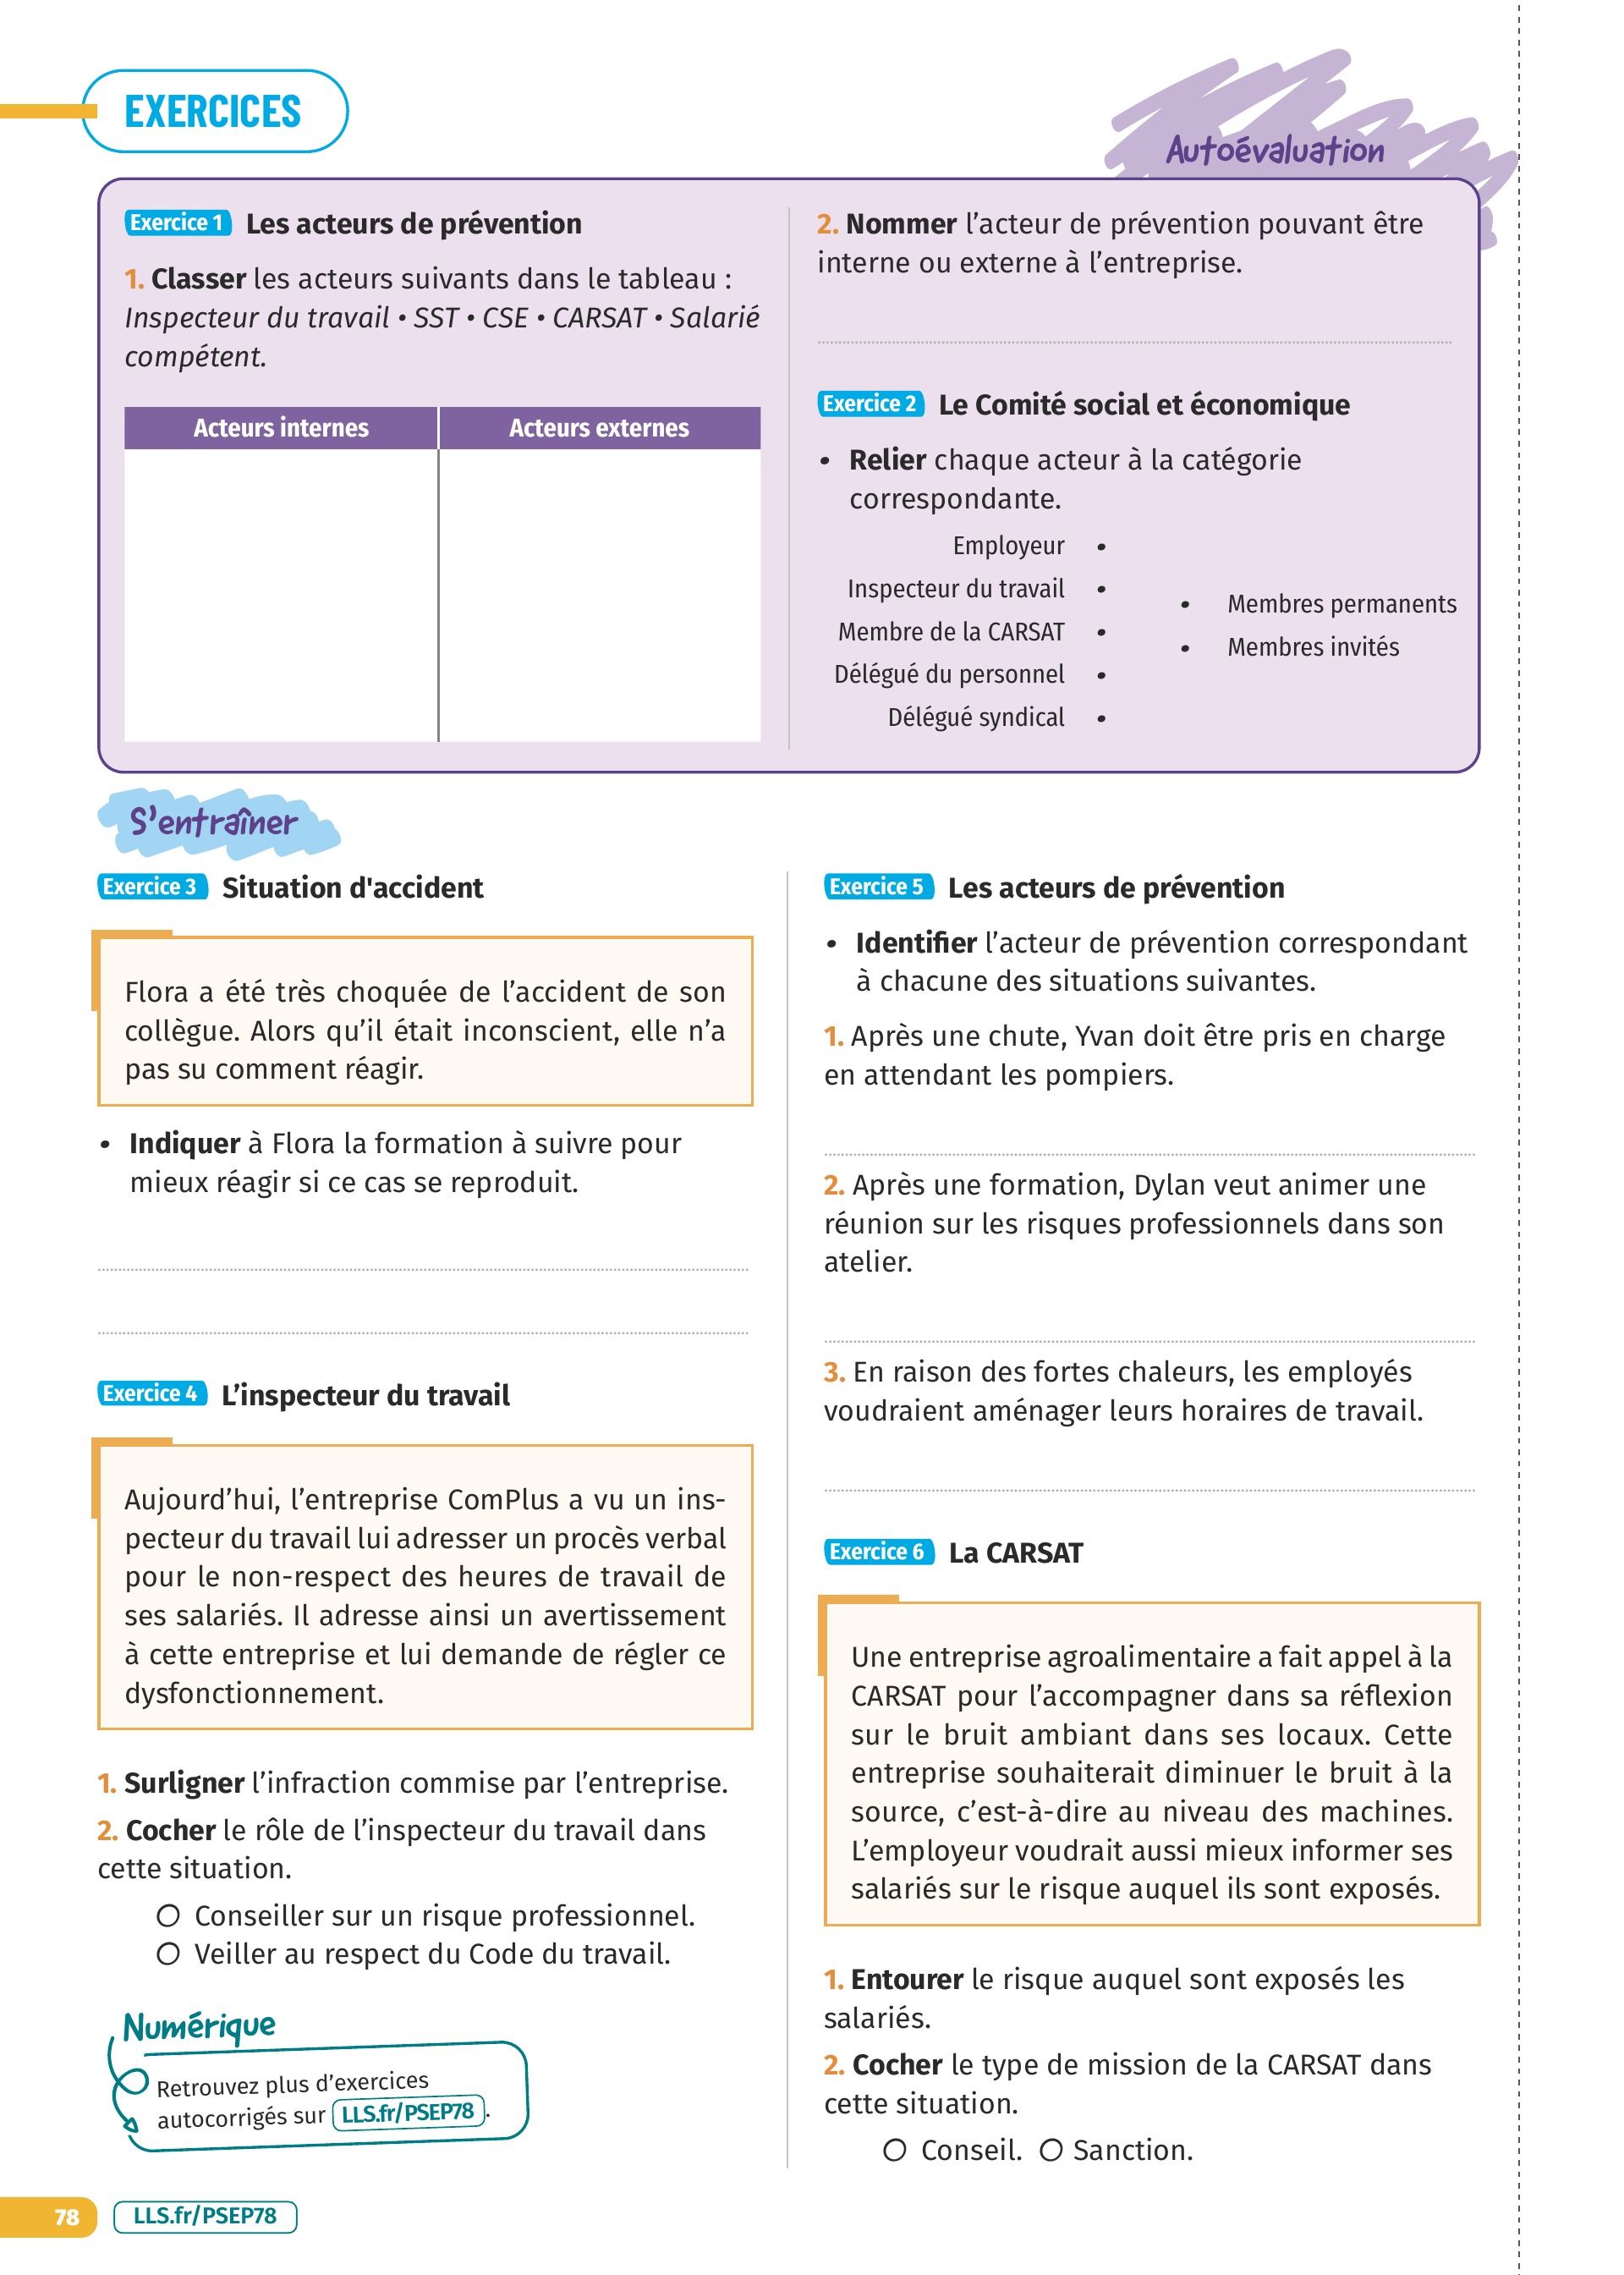 EXERCICES
Autoévaluation
Exercice 1 Les acteurs de prévention
1. Classer les acteurs suivants dans le tableau :
Inspecteur du travail • SST • CSE • CARSAT • Salarié
compétent.
Acteurs internes
Acteurs externes
2. Nommer l’acteur de prévention pouvant être
interne ou externe à l’entreprise.
Exercice 2 Le Comité social et économique
• Relier chaque acteur à la catégorie
correspondante.
Employeur •
Inspecteur du travail •
Membre de la CARSAT •
Délégué du personnel •
Délégué syndical •
• Membres permanents
• Membres invités
S’entraîner
Exercice 3 Situation d'accident
Flora a été très choquée de l’accident de son
collègue. Alors qu’il était inconscient, elle n’a
pas su comment réagir.
• Indiquer à Flora la formation à suivre pour
mieux réagir si ce cas se reproduit.
Exercice 4 L’inspecteur du travail
Aujourd’hui, l’entreprise ComPlus a vu un ins-
pecteur du travail lui adresser un procès verbal
pour le non-respect des heures de travail de
ses salariés. Il adresse ainsi un avertissement
à cette entreprise et lui demande de régler ce
dysfonctionnement.
1. Surligner l’infraction commise par l’entreprise.
2. Cocher le rôle de l’inspecteur du travail dans
cette situation.
Conseiller sur un risque professionnel.
Veiller au respect du Code du travail.
Numérique
Retrouvez plus d’exercices
autocorrigés sur LLS.fr/PSEP78.
Exercice 5 Les acteurs de prévention
• Identifier l’acteur de prévention correspondant
à chacune des situations suivantes.
1. Après une chute, Yvan doit être pris en charge
en attendant les pompiers.
2. Après une formation, Dylan veut animer une
réunion sur les risques professionnels dans son
atelier.
3. En raison des fortes chaleurs, les employés
voudraient aménager leurs horaires de travail.
Exercice 6 La CARSAT
Une entreprise agroalimentaire a fait appel à la
CARSAT pour l’accompagner dans sa réflexion
sur le bruit ambiant dans ses locaux. Cette
entreprise souhaiterait diminuer le bruit à la
source, c’est-à-dire au niveau des machines.
L’employeur voudrait aussi mieux informer ses
salariés sur le risque auquel ils sont exposés.
1. Entourer le risque auquel sont exposés les
salariés.
2. Cocher le type de mission de la CARSAT dans
cette situation.
Conseil. Sanction.
78 LLS.fr/PSEP78